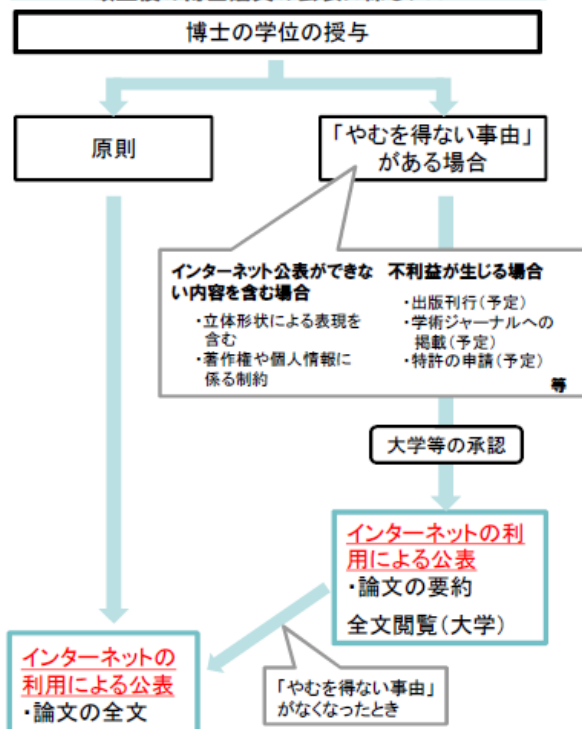 博士の学位の授与
原則
「やむを得ない事由」
がある場合
インターネット公表ができな
い内容を含む場合
・立体形状による表現を
含む
・著作権や個人情報に
係る制約
不利益が生じる場合
・出版刊行(予定)
・学術ジャーナルへの
掲載(予定)
・特許の申請(予定)
等
大学等の承認
インターネットの利
用による公表
・論文の要約
全文閲覧(大学)
インターネットの
利用による公表
・論文の全文
「やむを得ない事由」
がなくなったとき